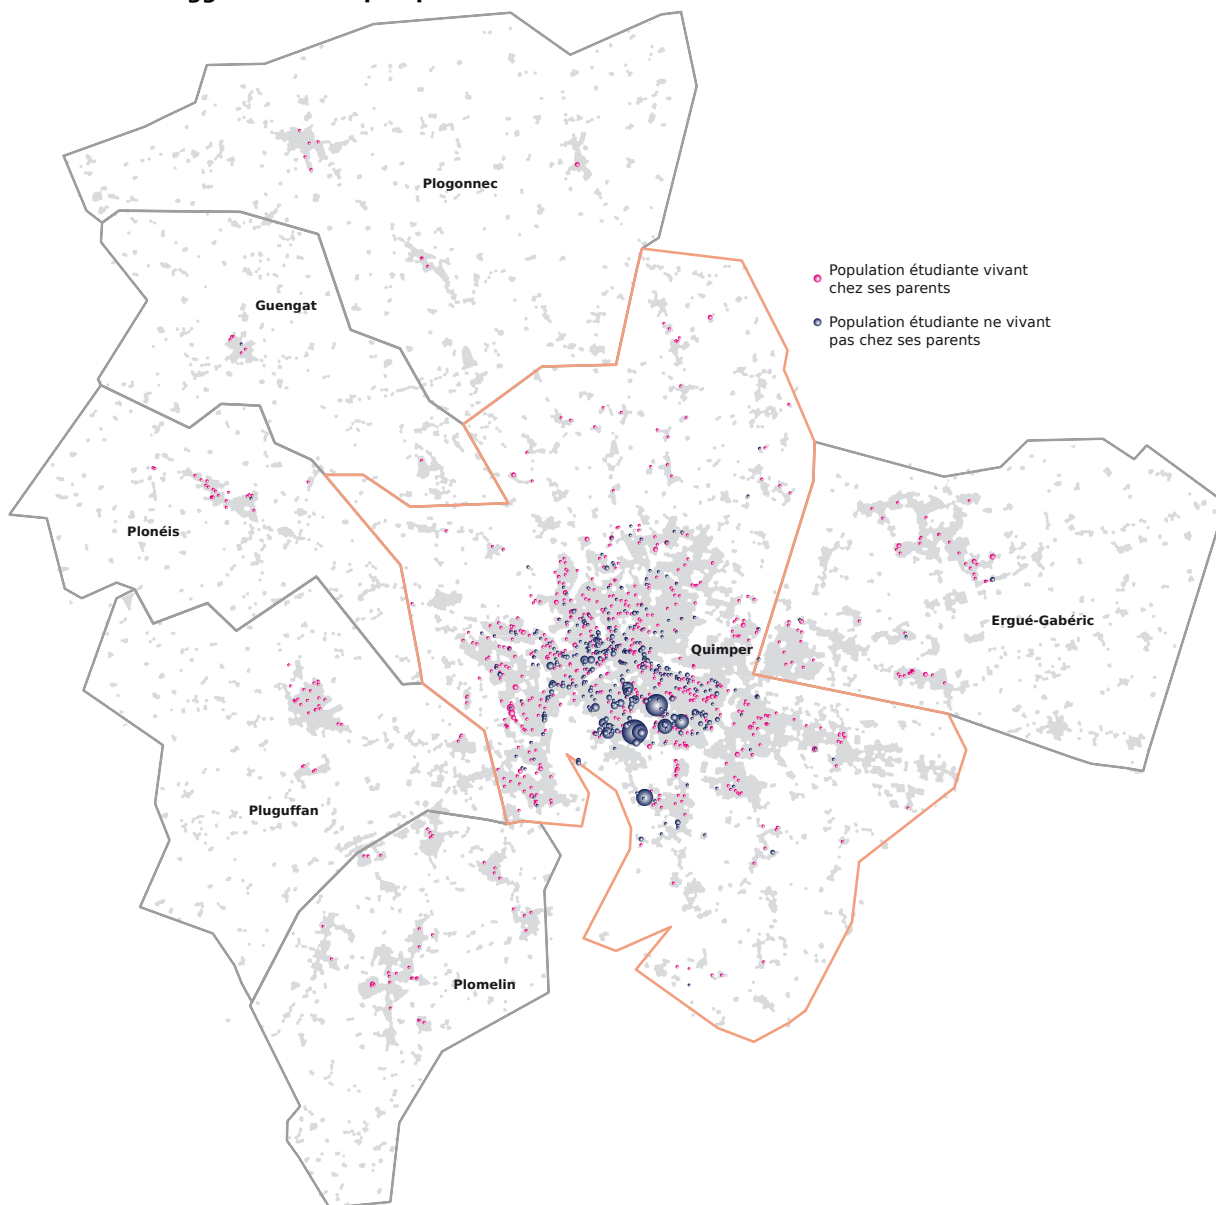 Plogonnec
Population étudiante vivant
chez ses parents
Guengat
Population étudiante ne vivant
pas chez ses parents
Plonéis
Ergué-Gabéric
Quimper
Pluguffan
Plomelin